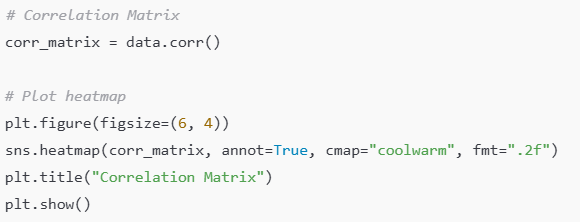 # Correlation Matrix
corr_matrix = data.corr()
# Plot heatmap
plt.figure(figsize=(6, 4))
sns.heatmap(corr_matrix, annot=True, cmap="coolwarm", fmt=".2f")
plt.title("Correlation Matrix")
plt.show()